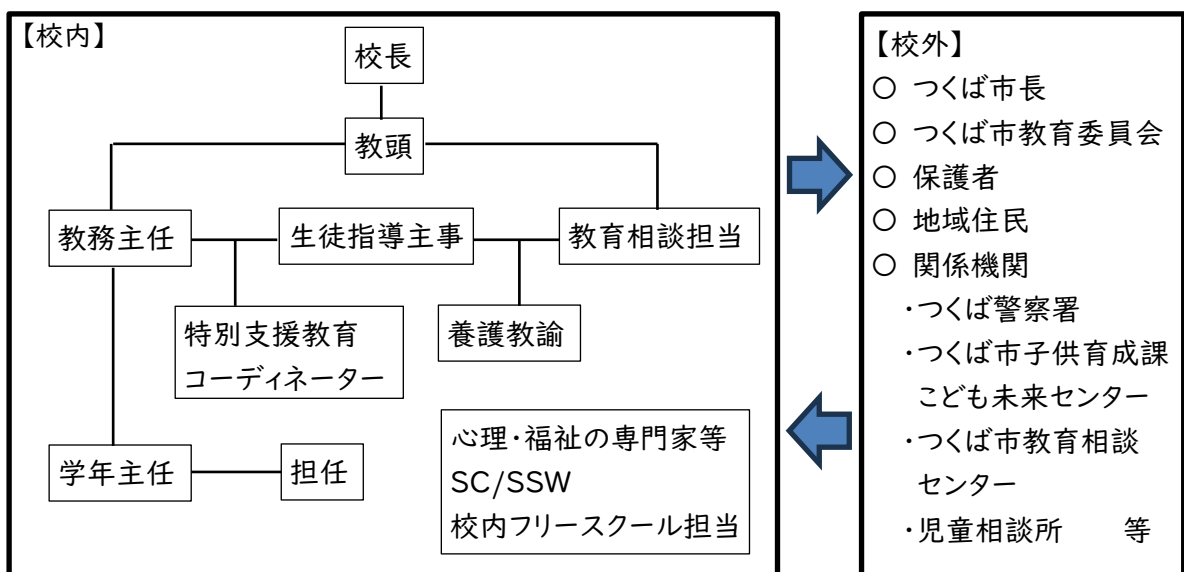 【校内】
校長
教頭
教務主任
生徒指導主事
教育相談担当
特別支援教育
コーディネーター
養護教諭
学年主任
担任
心理・福祉の専門家等
SC/SSW
校内フリースクール担当
【校外】
○ つくば市長
○ つくば市教育委員会
○ 保護者
○ 地域住民
○ 関係機関
・つくば警察署
・つくば市子供育成課
こども未来センター
・つくば市教育相談
センター
・児童相談所 等